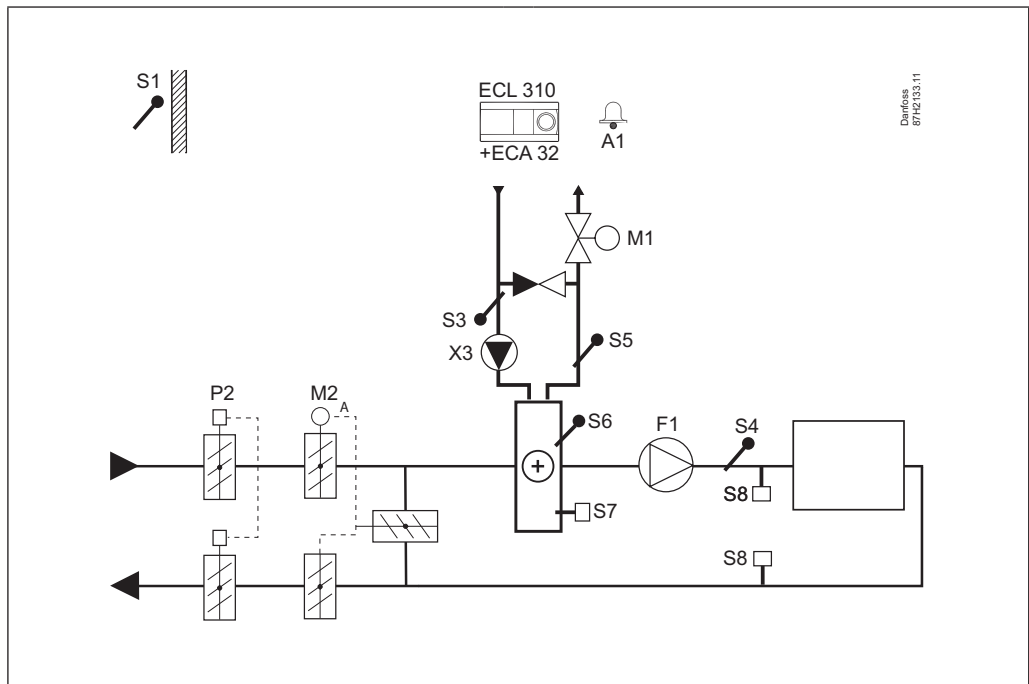 S1
ECL 310
+ECA 32
A1
Danfoss
87H2133.11
M1
S3
S5
X3
P2
M2
A
S6
F1
S4
S8
S7
S8